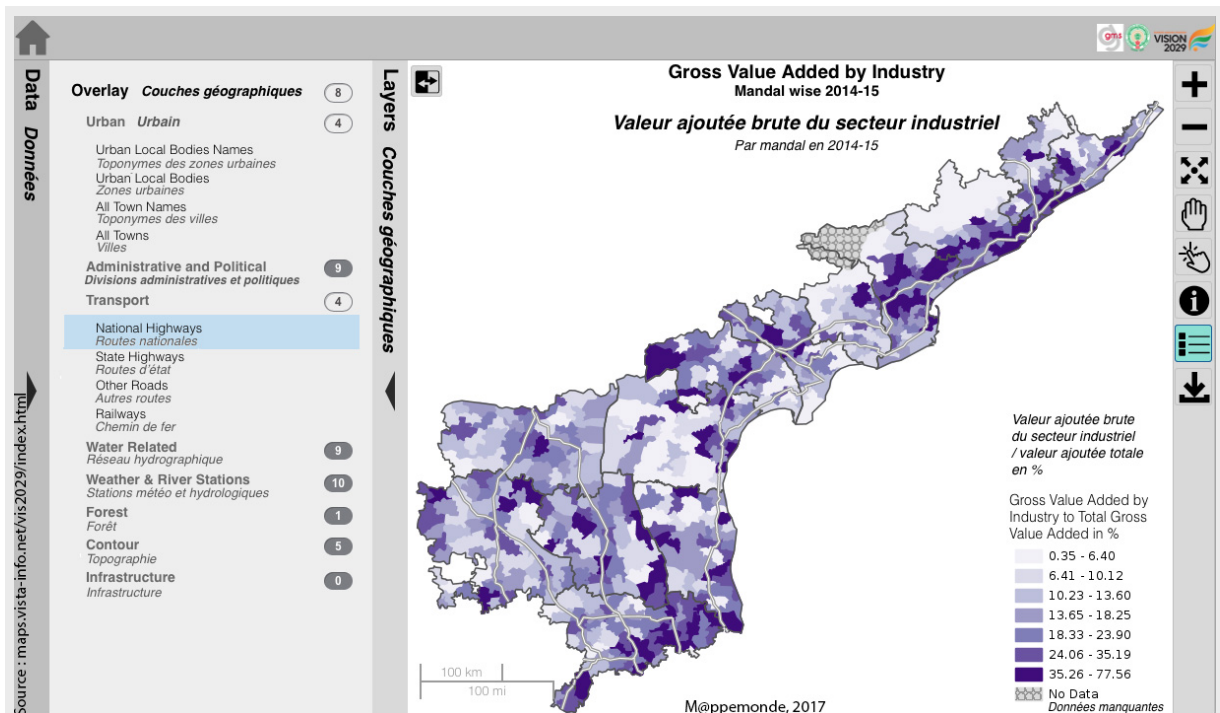 gms
VISION
2029
Data Données
Overlay Couches géographiques 8
Urban Urbain 4
Urban Local Bodies Names
Toponymes des zones urbaines
Urban Local Bodies
Zones urbaines
All Town Names
Toponymes des villes
All Towns
Villes
Administrative and Political 9
Divisions administratives et politiques
Transport 4
National Highways
Routes nationales
State Highways
Routes d'état
Other Roads
Autres routes
Railways
Chemin de fer
Water Related 9
Réseau hydrographique
Weather & River Stations 10
Stations météo et hydrologiques
Forest 1
Forêt
Contour 5
Topographie
Infrastructure 0
Infrastructure
Source : maps.vista-info.net/vis2029/index.html
Layers Couches géographiques
Gross Value Added by Industry
Mandal wise 2014-15
Valeur ajoutée brute du secteur industriel
Par mandal en 2014-15
Valeur ajoutée brute
du secteur industriel
/ valeur ajoutée totale
en %
Gross Value Added by
Industry to Total Gross
Value Added in %
0.35 - 6.40
6.41 - 10.12
10.23 - 13.60
13.65 - 18.25
18.33 - 23.90
24.06 - 35.19
35.26 - 77.56
No Data
Données manquantes
100 km
100 mi
M@ppemonde, 2017